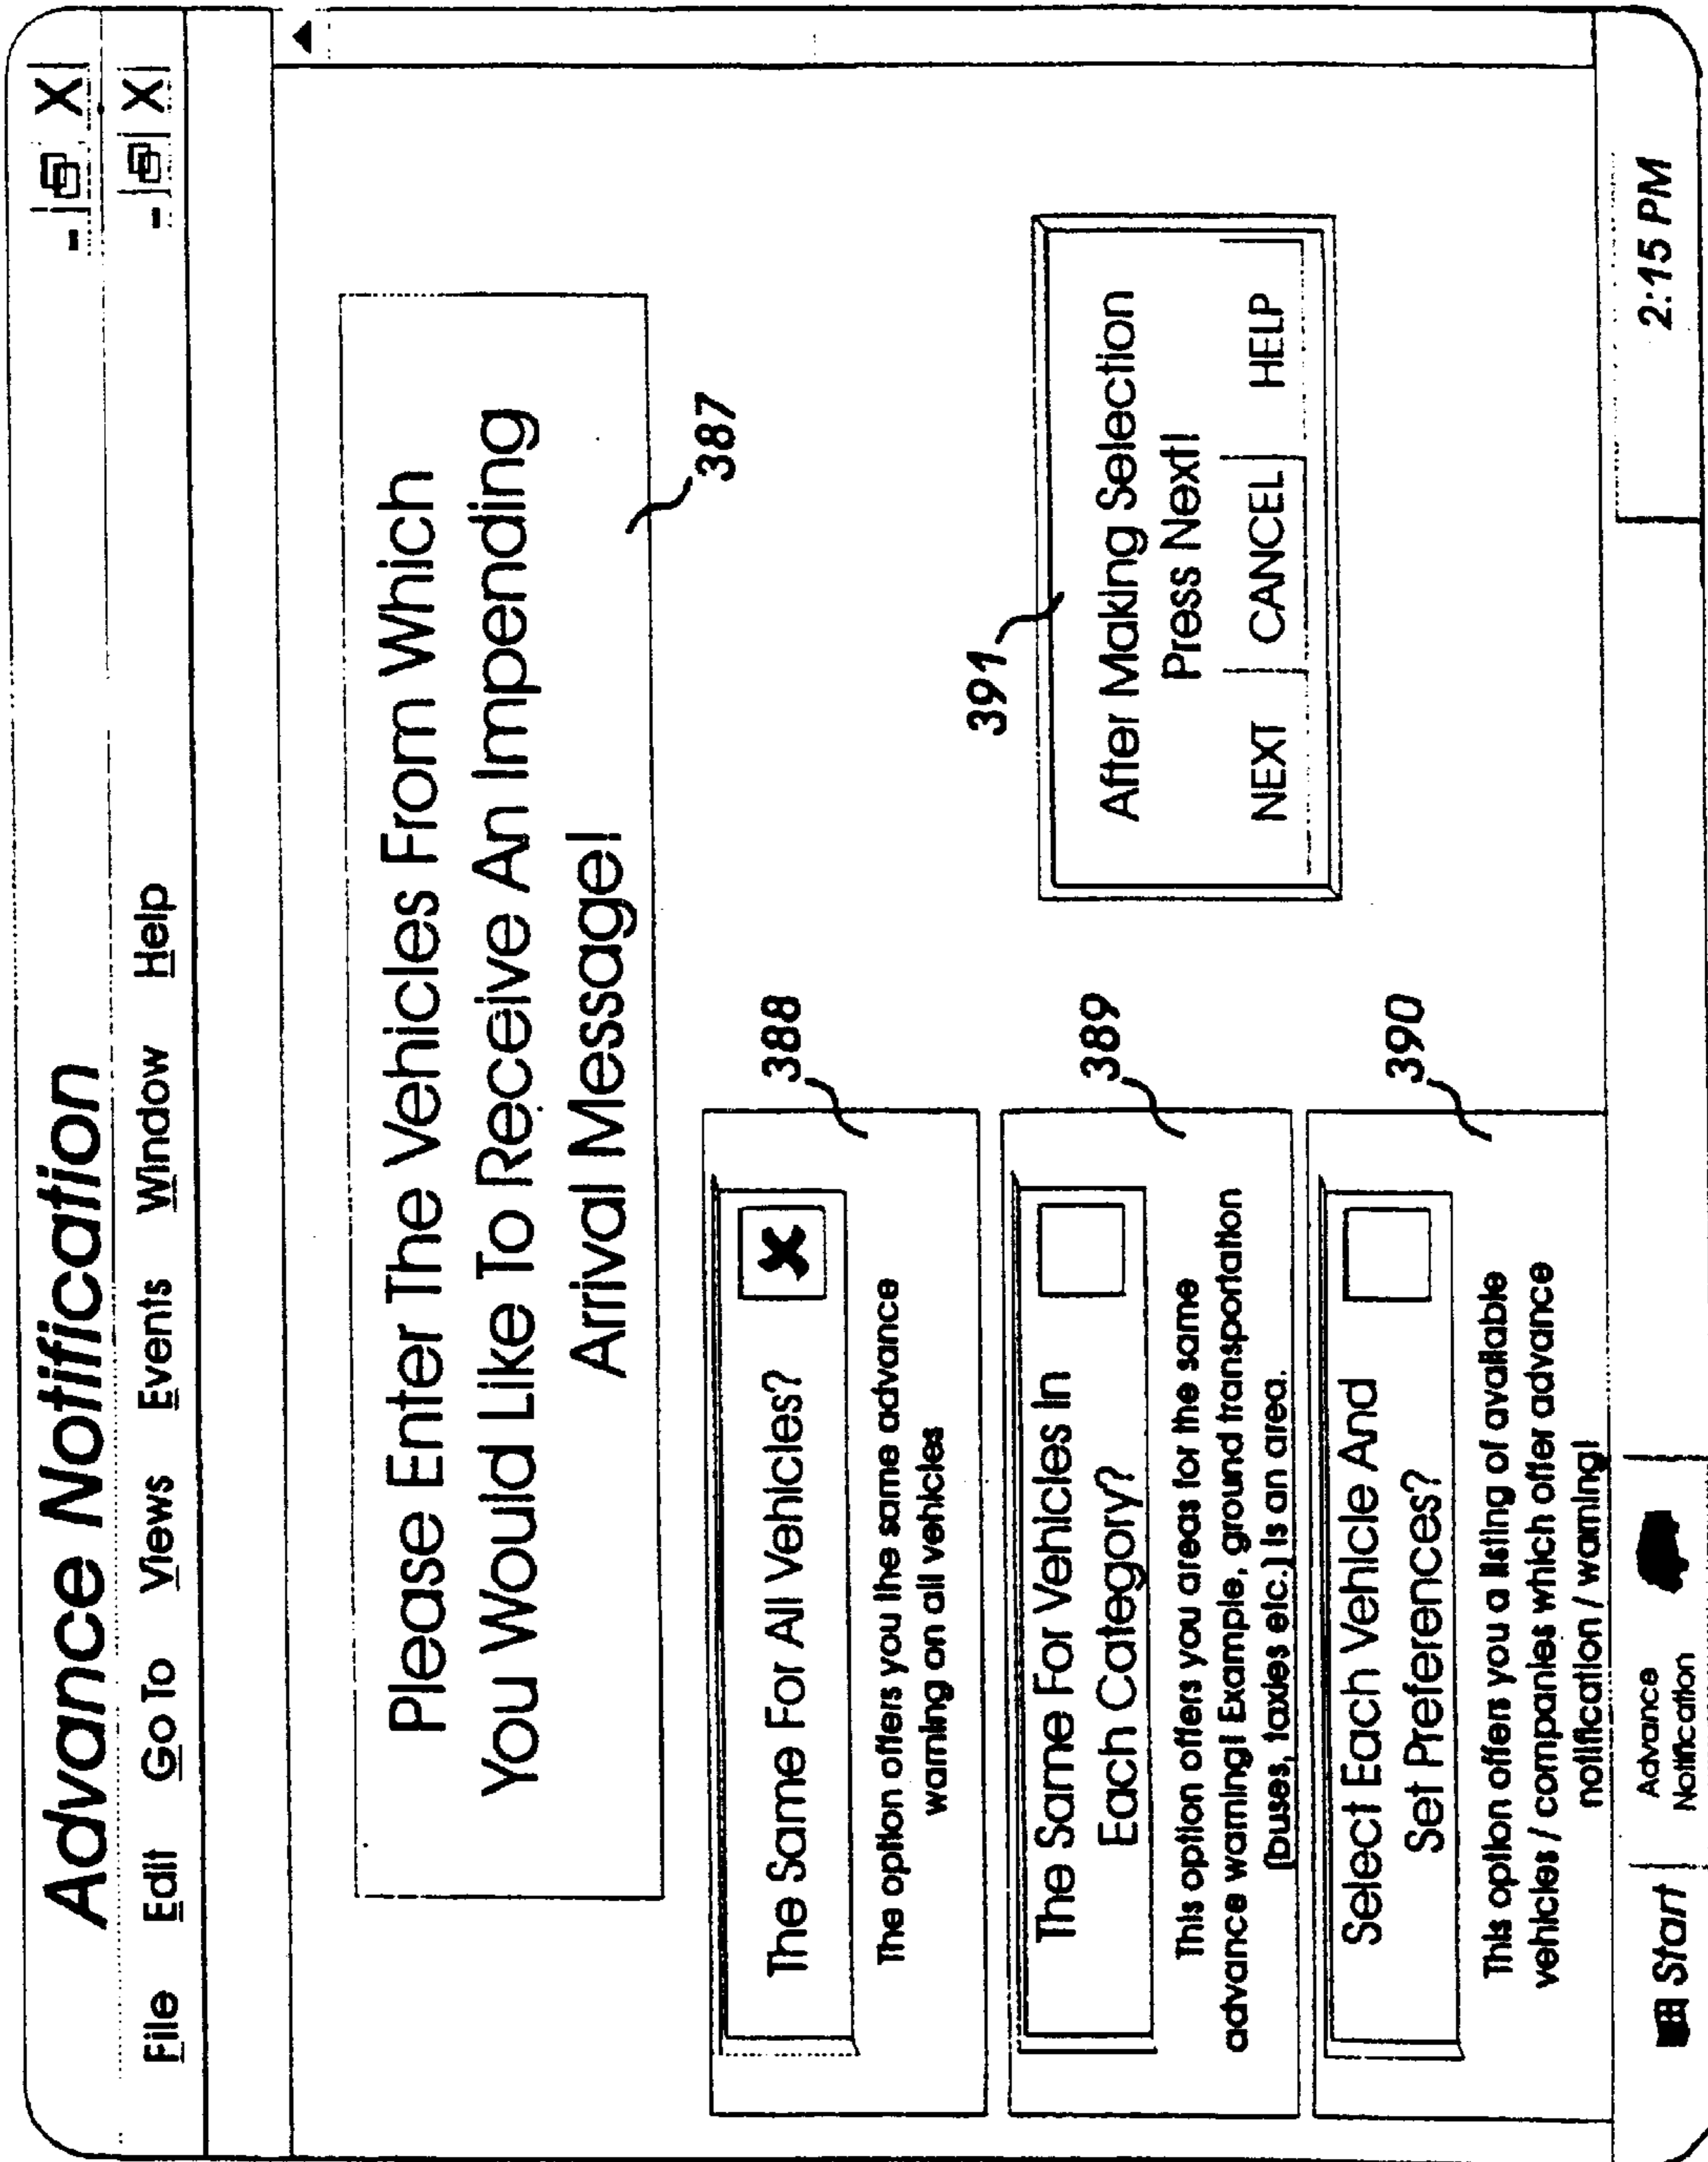 Advance Notification
File Edit Go To Views Events Window Help
Please Enter The Vehicles From Which
You Would Like To Receive An Impending
Arrival Message!
387
The Same For All Vehicles?
388
The option offers you the same advance
warning on all vehicles
The Same For Vehicles In
Each Category?
389
This option offers you areas for the same
advance warning! Example, ground transportation
(buses, taxies etc.) is an area.
Select Each Vehicle And
Set Preferences?
390
This option offers you a listing of available
vehicles / companies which offer advance
notification / warning!
391
After Making Selection
Press Next!
NEXT CANCEL HELP
Start
Advance
Notification
2:15 PM